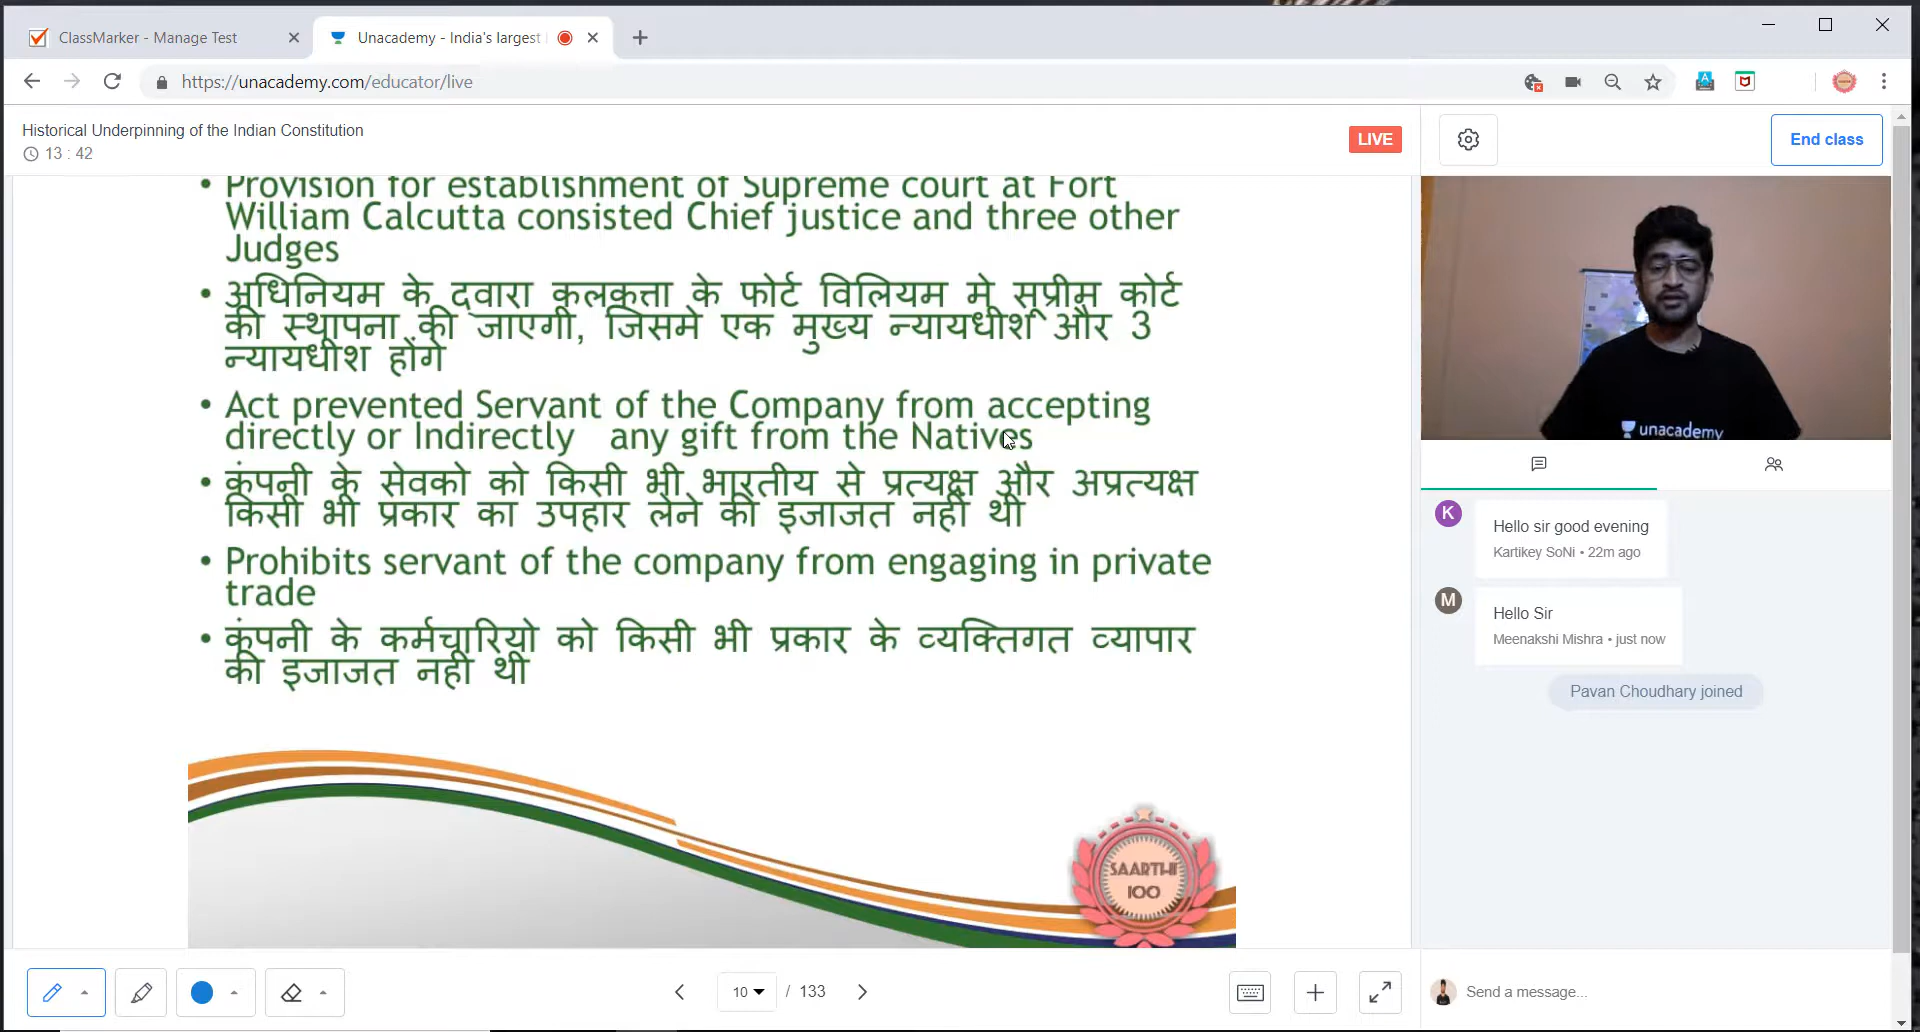 ClassMarker - Manage Test
Unacademy - India's largest
https://unacademy.com/educator/live
Historical Underpinning of the Indian Constitution
13 : 42
LIVE
End class
• Provision for establishment of Supreme court at Fort
William Calcutta consisted Chief justice and three other
Judges
• अधिनियम के द्वारा कलकत्ता के फोर्ट विलियम मे सूप्रीम कोर्ट
की स्थापना की जाएगी, जिसमे एक मुख्य न्यायधीश और 3
न्यायधीश होंगे
• Act prevented Servant of the Company from accepting
directly or Indirectly any gift from the Natives
• कंपनी के सेवको को किसी भी भारतीय से प्रत्यक्ष और अप्रत्यक्ष
किसी भी प्रकार का उपहार लेने की इजाजत नहीं थी
• Prohibits servant of the company from engaging in private
trade
• कंपनी के कर्मचारियो को किसी भी प्रकार के व्यक्तिगत व्यापार
की इजाजत नहीं थी
SAARTHI
100
unacademy
K
Hello sir good evening
Kartikey SoNi • 22m ago
M
Hello Sir
Meenakshi Mishra • just now
Pavan Choudhary joined
10 / 133
Send a message...